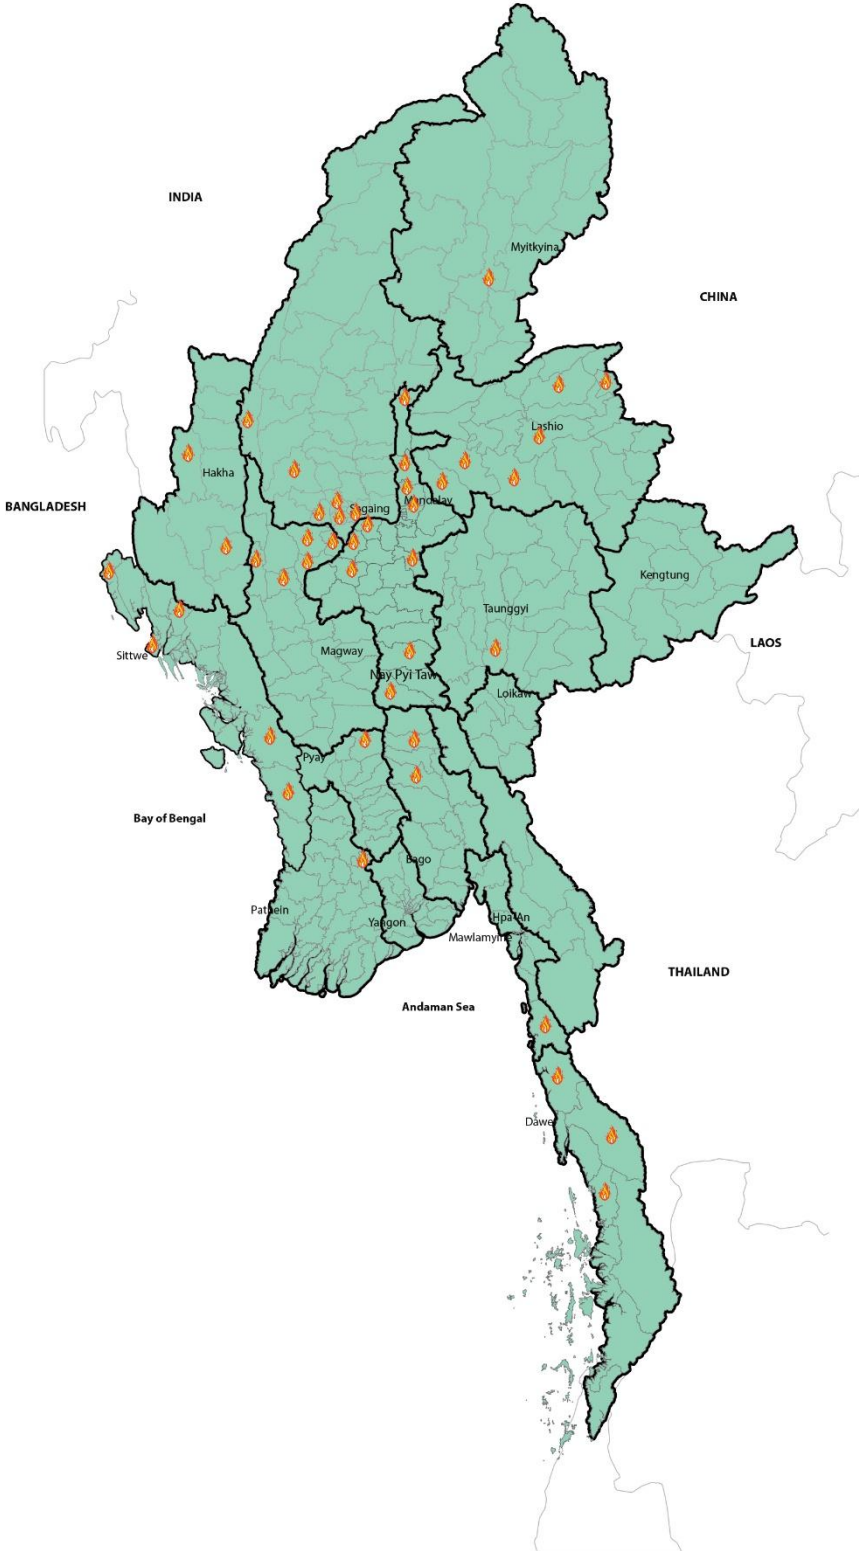 INDIA
Myitkyina
CHINA
Lashio
Hakha
Mandalay
BANGLADESH
Sagaing
Kengtung
Taunggyi
LAOS
Magway
Sittwe
Nay Pyi Taw
Loikaw
Pyay
Bay of Bengal
Bago
Pathein
Hpa-An
Yangon
Mawlamyine
THAILAND
Andaman Sea
Dawei